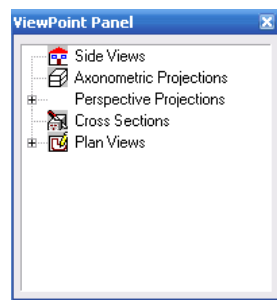 ViewPoint Panel
Side Views
Axonometric Projections
Perspective Projections
Cross Sections
Plan Views